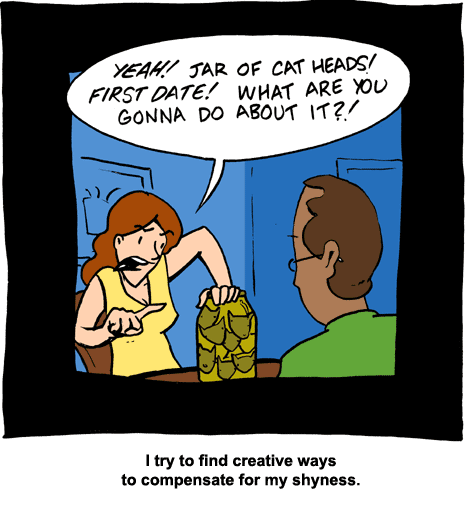 YEAH! JAR OF CAT HEADS!
FIRST DATE! WHAT ARE YOU
GONNA DO ABOUT IT?!
I try to find creative ways
to compensate for my shyness.